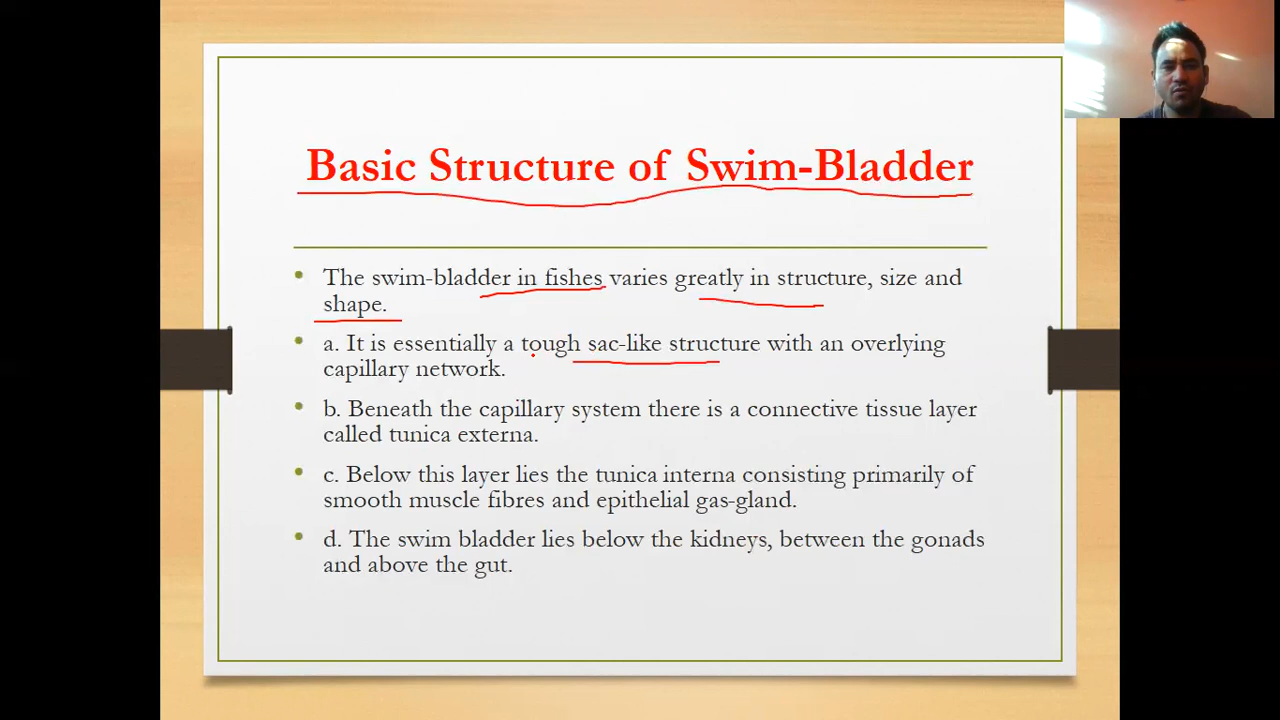 Basic Structure of Swim-Bladder
• The swim-bladder in fishes varies greatly in structure, size and
shape.
• a. It is essentially a tough sac-like structure with an overlying
capillary network.
• b. Beneath the capillary system there is a connective tissue layer
called tunica externa.
• c. Below this layer lies the tunica interna consisting primarily of
smooth muscle fibres and epithelial gas-gland.
• d. The swim bladder lies below the kidneys, between the gonads
and above the gut.